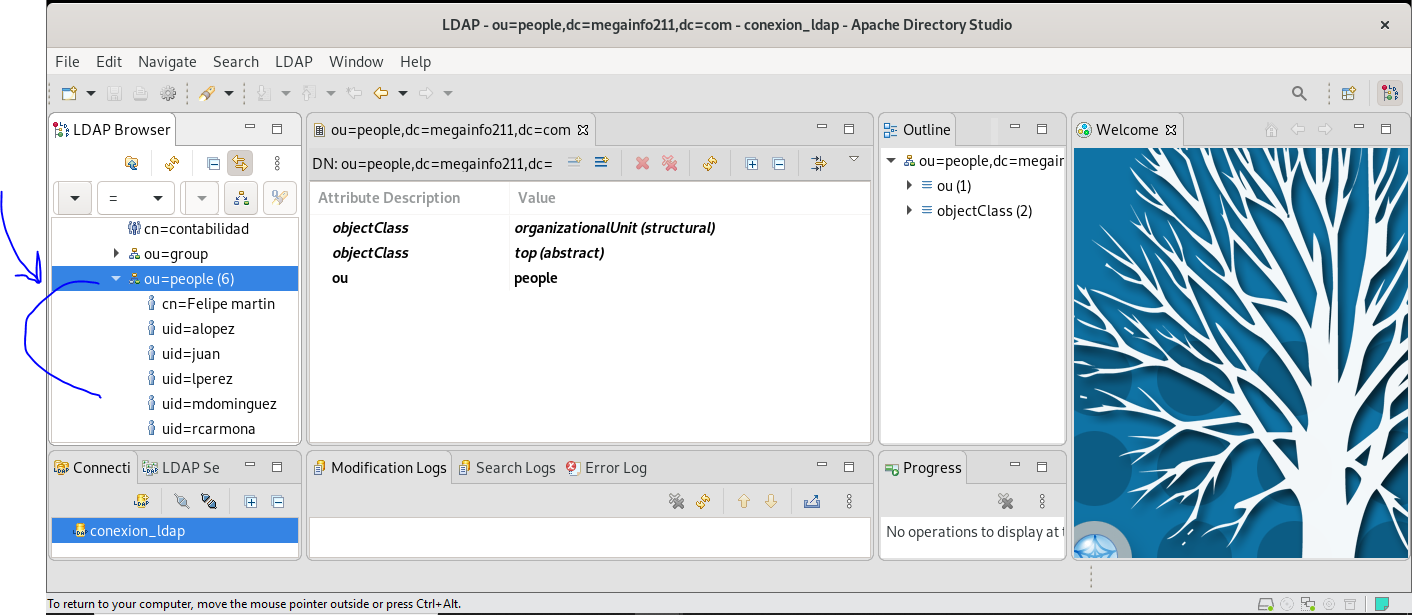 LDAP - ou=people,dc=megainfo211,dc=com - conexion_ldap - Apache Directory Studio
File Edit Navigate Search LDAP Window Help
LDAP Browser
=
cn=contabilidad
ou=group
ou=people (6)
cn=Felipe martin
uid=alopez
uid=juan
uid=lperez
uid=mdominguez
uid=rcarmona
ou=people,dc=megainfo211,dc=com
DN: ou=people,dc=megainfo211,dc=
Attribute Description Value
objectClass organizationalUnit (structural)
objectClass top (abstract)
ou people
Outline
ou=people,dc=megair
ou (1)
objectClass (2)
Welcome
Connecti LDAP Se
conexion_ldap
Modification Logs Search Logs Error Log
Progress
No operations to display at t
To return to your computer, move the mouse pointer outside or press Ctrl+Alt.